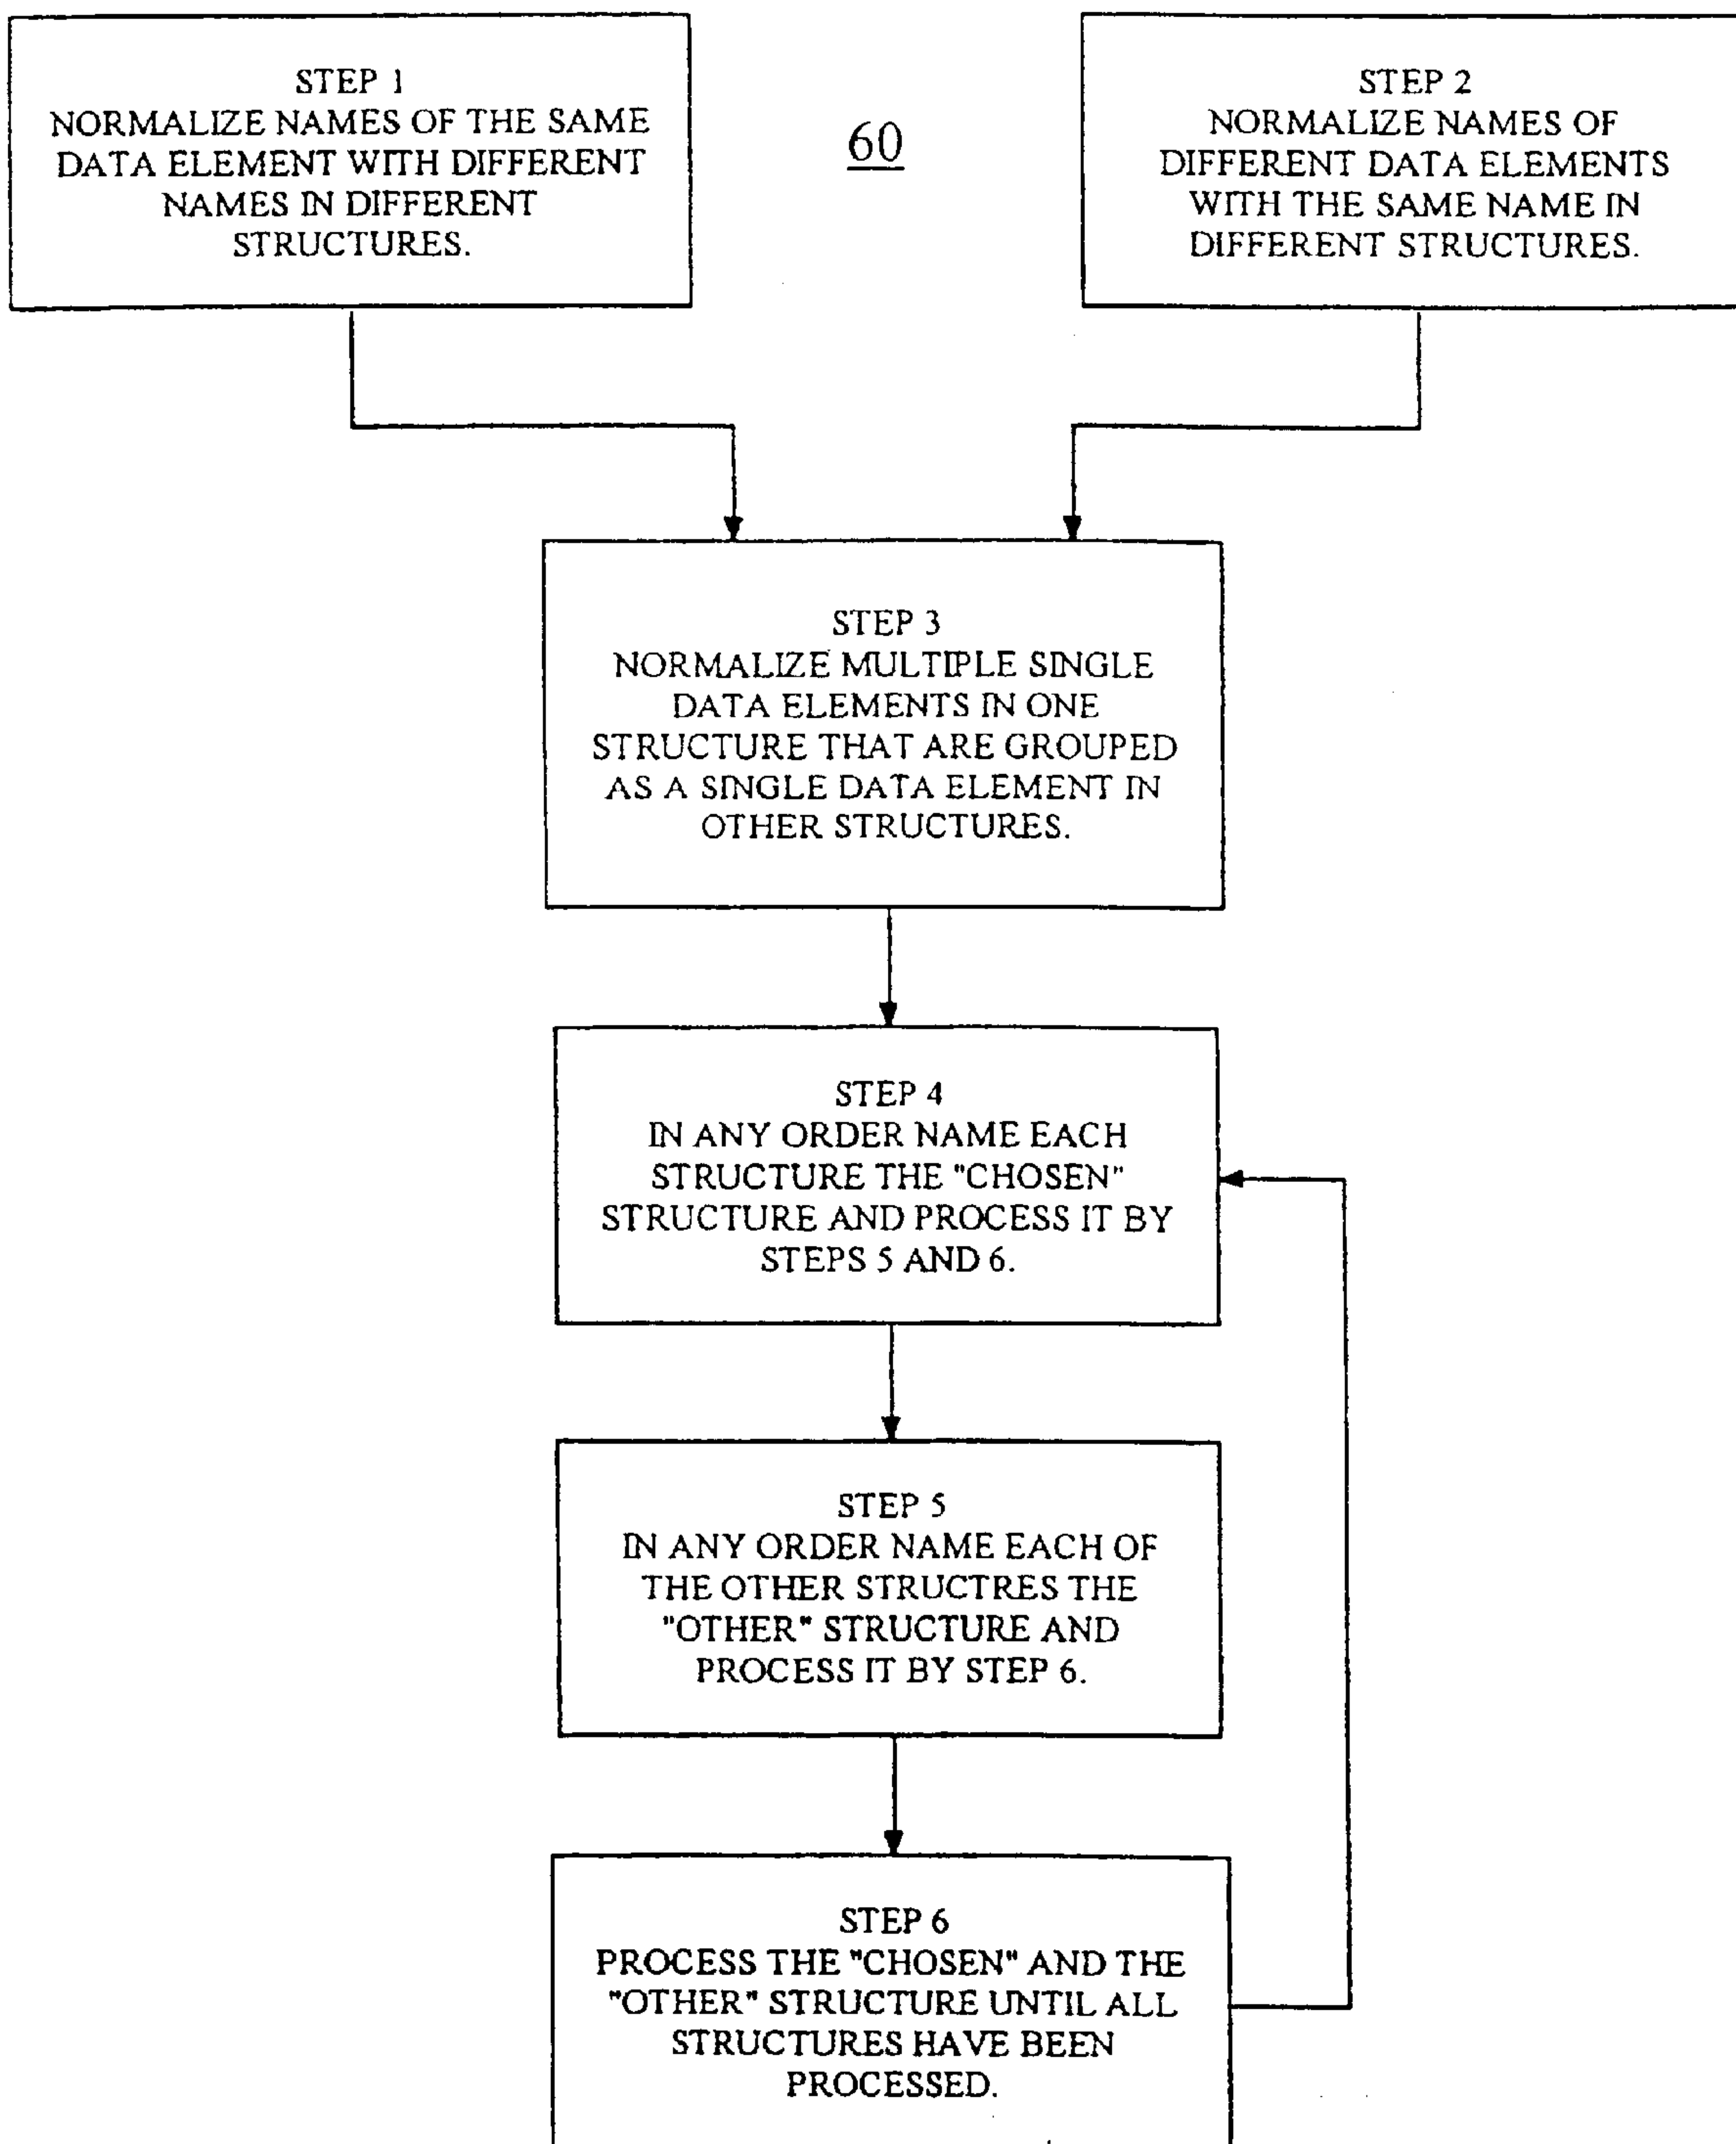 STEP 1
NORMALIZE NAMES OF THE SAME
DATA ELEMENT WITH DIFFERENT
NAMES IN DIFFERENT
STRUCTURES.
60
STEP 2
NORMALIZE NAMES OF
DIFFERENT DATA ELEMENTS
WITH THE SAME NAME IN
DIFFERENT STRUCTURES.
STEP 3
NORMALIZE MULTIPLE SINGLE
DATA ELEMENTS IN ONE
STRUCTURE THAT ARE GROUPED
AS A SINGLE DATA ELEMENT IN
OTHER STRUCTURES.
STEP 4
IN ANY ORDER NAME EACH
STRUCTURE THE "CHOSEN"
STRUCTURE AND PROCESS IT BY
STEPS 5 AND 6.
STEP 5
IN ANY ORDER NAME EACH OF
THE OTHER STRUCTRES THE
"OTHER" STRUCTURE AND
PROCESS IT BY STEP 6.
STEP 6
PROCESS THE "CHOSEN" AND THE
"OTHER" STRUCTURE UNTIL ALL
STRUCTURES HAVE BEEN
PROCESSED.